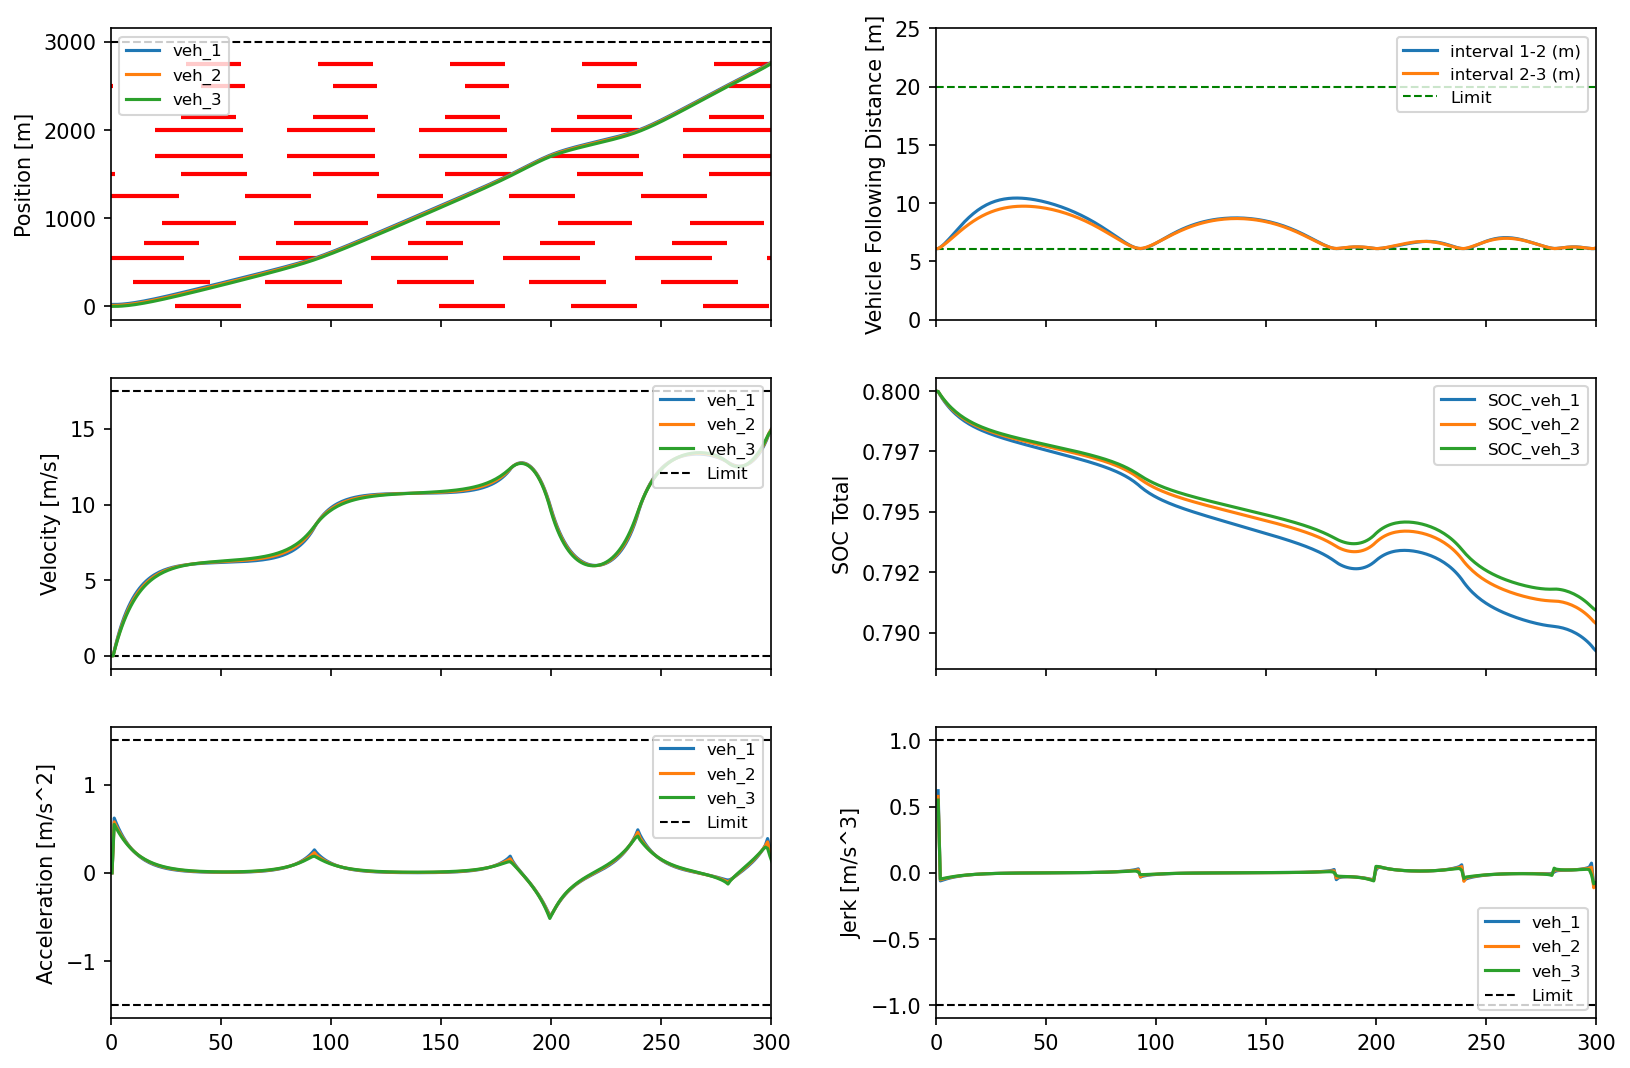 Position [m]
3000
2000
1000
0
veh_1
veh_2
veh_3
Vehicle Following Distance [m]
25
20
15
10
5
0
interval 1-2 (m)
interval 2-3 (m)
Limit
Velocity [m/s]
15
10
5
0
veh_1
veh_2
veh_3
Limit
SOC Total
0.800
0.797
0.795
0.792
0.790
SOC_veh_1
SOC_veh_2
SOC_veh_3
Acceleration [m/s^2]
1
0
−1
veh_1
veh_2
veh_3
Limit
0 50 100 150 200 250 300
Jerk [m/s^3]
1.0
0.5
0.0
−0.5
−1.0
veh_1
veh_2
veh_3
Limit
0 50 100 150 200 250 300